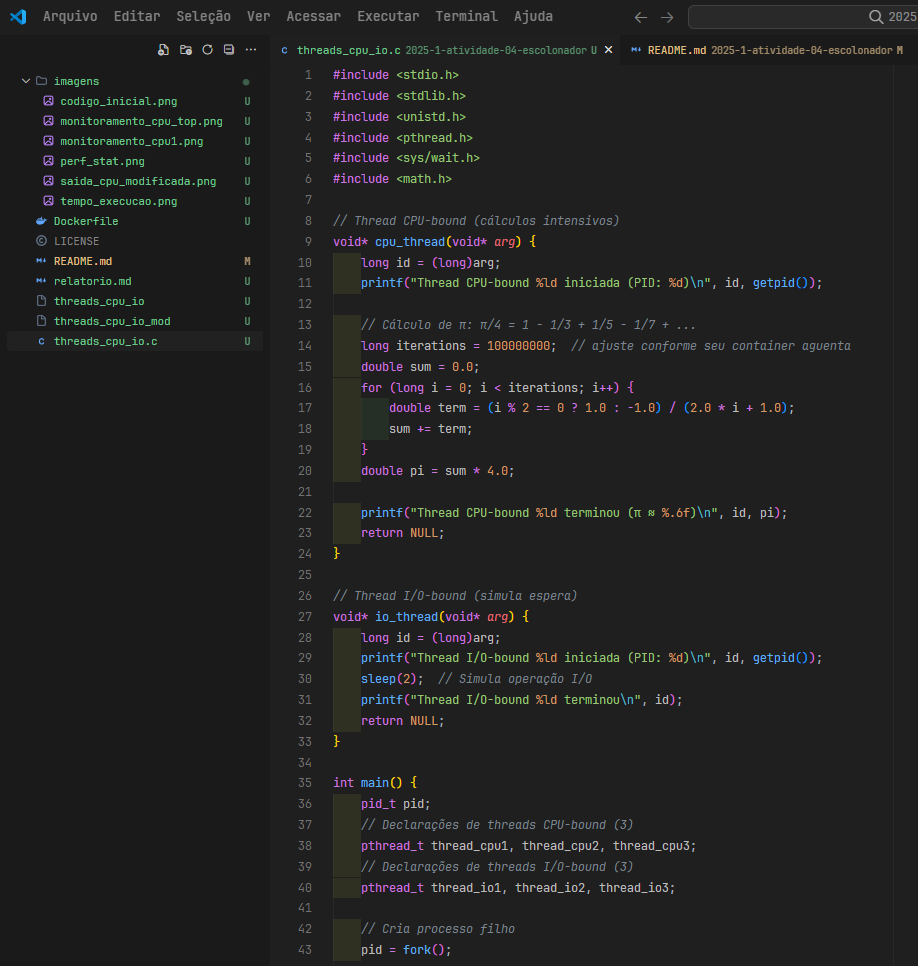 Arquivo Editar Seleção Ver Acessar Executar Terminal Ajuda
2025
imagens
codigo_inicial.png U
monitoramento_cpu_top.png U
monitoramento_cpu1.png U
perf_stat.png U
saida_cpu_modificada.png U
tempo_execucao.png U
Dockerfile U
LICENSE
README.md M
relatorio.md U
threads_cpu_io U
threads_cpu_io_mod U
C threads_cpu_io.c U
C threads_cpu_io.c 2025-1-atividade-04-escolonador U
README.md 2025-1-atividade-04-escolonador M
1 #include <stdio.h>
2 #include <stdlib.h>
3 #include <unistd.h>
4 #include <pthread.h>
5 #include <sys/wait.h>
6 #include <math.h>
7
8 // Thread CPU-bound (cálculos intensivos)
9 void* cpu_thread(void* arg) {
10 long id = (long)arg;
11 printf("Thread CPU-bound %ld iniciada (PID: %d)\n", id, getpid());
12
13 // Cálculo de π: π/4 = 1 - 1/3 + 1/5 - 1/7 + ...
14 long iterations = 100000000; // ajuste conforme seu container aguenta
15 double sum = 0.0;
16 for (long i = 0; i < iterations; i++) {
17 double term = (i % 2 == 0 ? 1.0 : -1.0) / (2.0 * i + 1.0);
18 sum += term;
19 }
20 double pi = sum * 4.0;
21
22 printf("Thread CPU-bound %ld terminou (π ≈ %.6f)\n", id, pi);
23 return NULL;
24 }
25
26 // Thread I/O-bound (simula espera)
27 void* io_thread(void* arg) {
28 long id = (long)arg;
29 printf("Thread I/O-bound %ld iniciada (PID: %d)\n", id, getpid());
30 sleep(2); // Simula operação I/O
31 printf("Thread I/O-bound %ld terminou\n", id);
32 return NULL;
33 }
34
35 int main() {
36 pid_t pid;
37 // Declarações de threads CPU-bound (3)
38 pthread_t thread_cpu1, thread_cpu2, thread_cpu3;
39 // Declarações de threads I/O-bound (3)
40 pthread_t thread_io1, thread_io2, thread_io3;
41
42 // Cria processo filho
43 pid = fork();